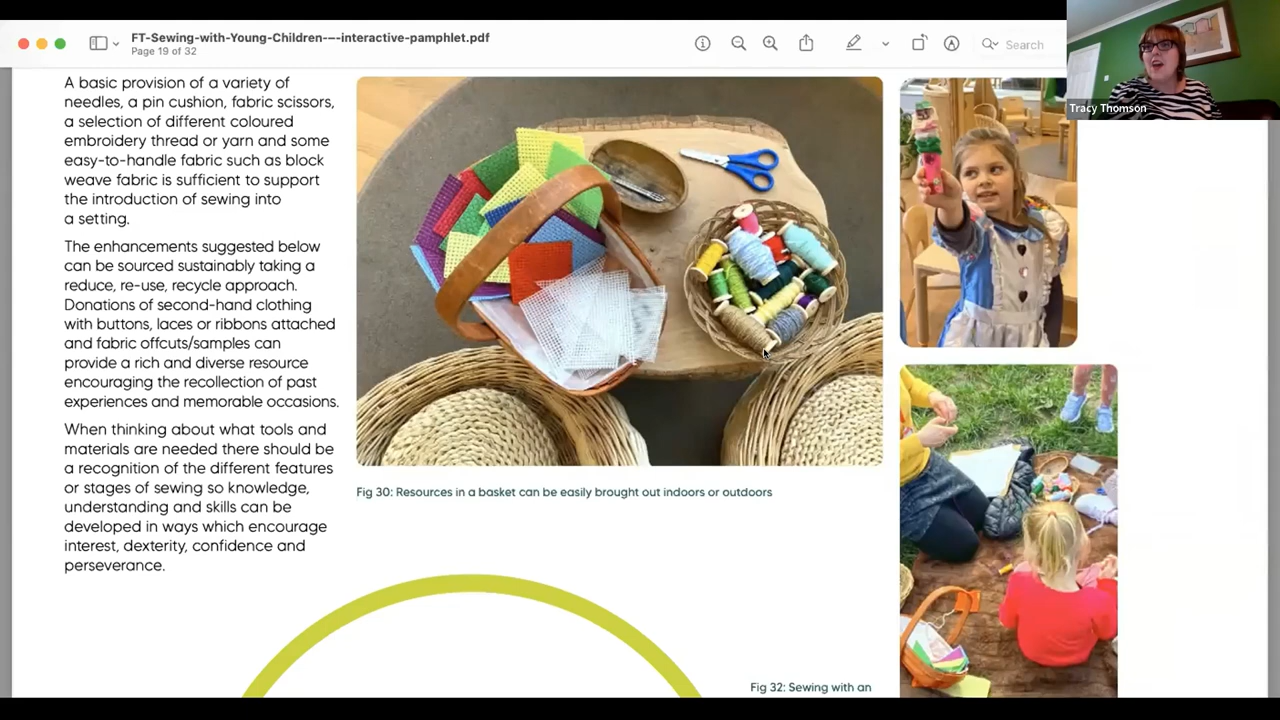 FT-Sewing-with-Young-Children-––-interactive-pamphlet.pdf
Page 19 of 32
Search
Tracy Thomson
A basic provision of a variety of
needles, a pin cushion, fabric scissors,
a selection of different coloured
embroidery thread or yarn and some
easy-to-handle fabric such as block
weave fabric is sufficient to support
the introduction of sewing into
a setting.
The enhancements suggested below
can be sourced sustainably taking a
reduce, re-use, recycle approach.
Donations of second-hand clothing
with buttons, laces or ribbons attached
and fabric offcuts/samples can
provide a rich and diverse resource
encouraging the recollection of past
experiences and memorable occasions.
When thinking about what tools and
materials are needed there should be
a recognition of the different features
or stages of sewing so knowledge,
understanding and skills can be
developed in ways which encourage
interest, dexterity, confidence and
perseverance.
Fig 30: Resources in a basket can be easily brought out indoors or outdoors
Fig 32: Sewing with an